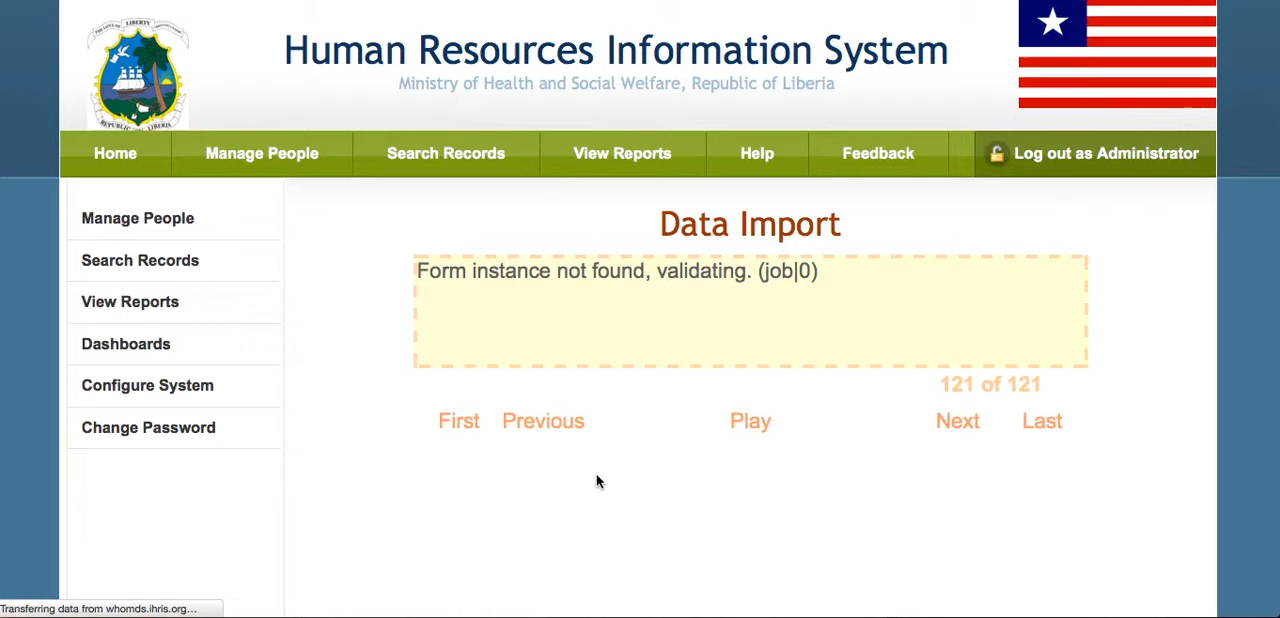 Human Resources Information System
Ministry of Health and Social Welfare, Republic of Liberia
Home Manage People Search Records View Reports Help Feedback Log out as Administrator
Manage People
Search Records
View Reports
Dashboards
Configure System
Change Password
Data Import
Form instance not found, validating. (job|0)
121 of 121
First Previous Play Next Last
Transferring data from whomds.ihris.org...